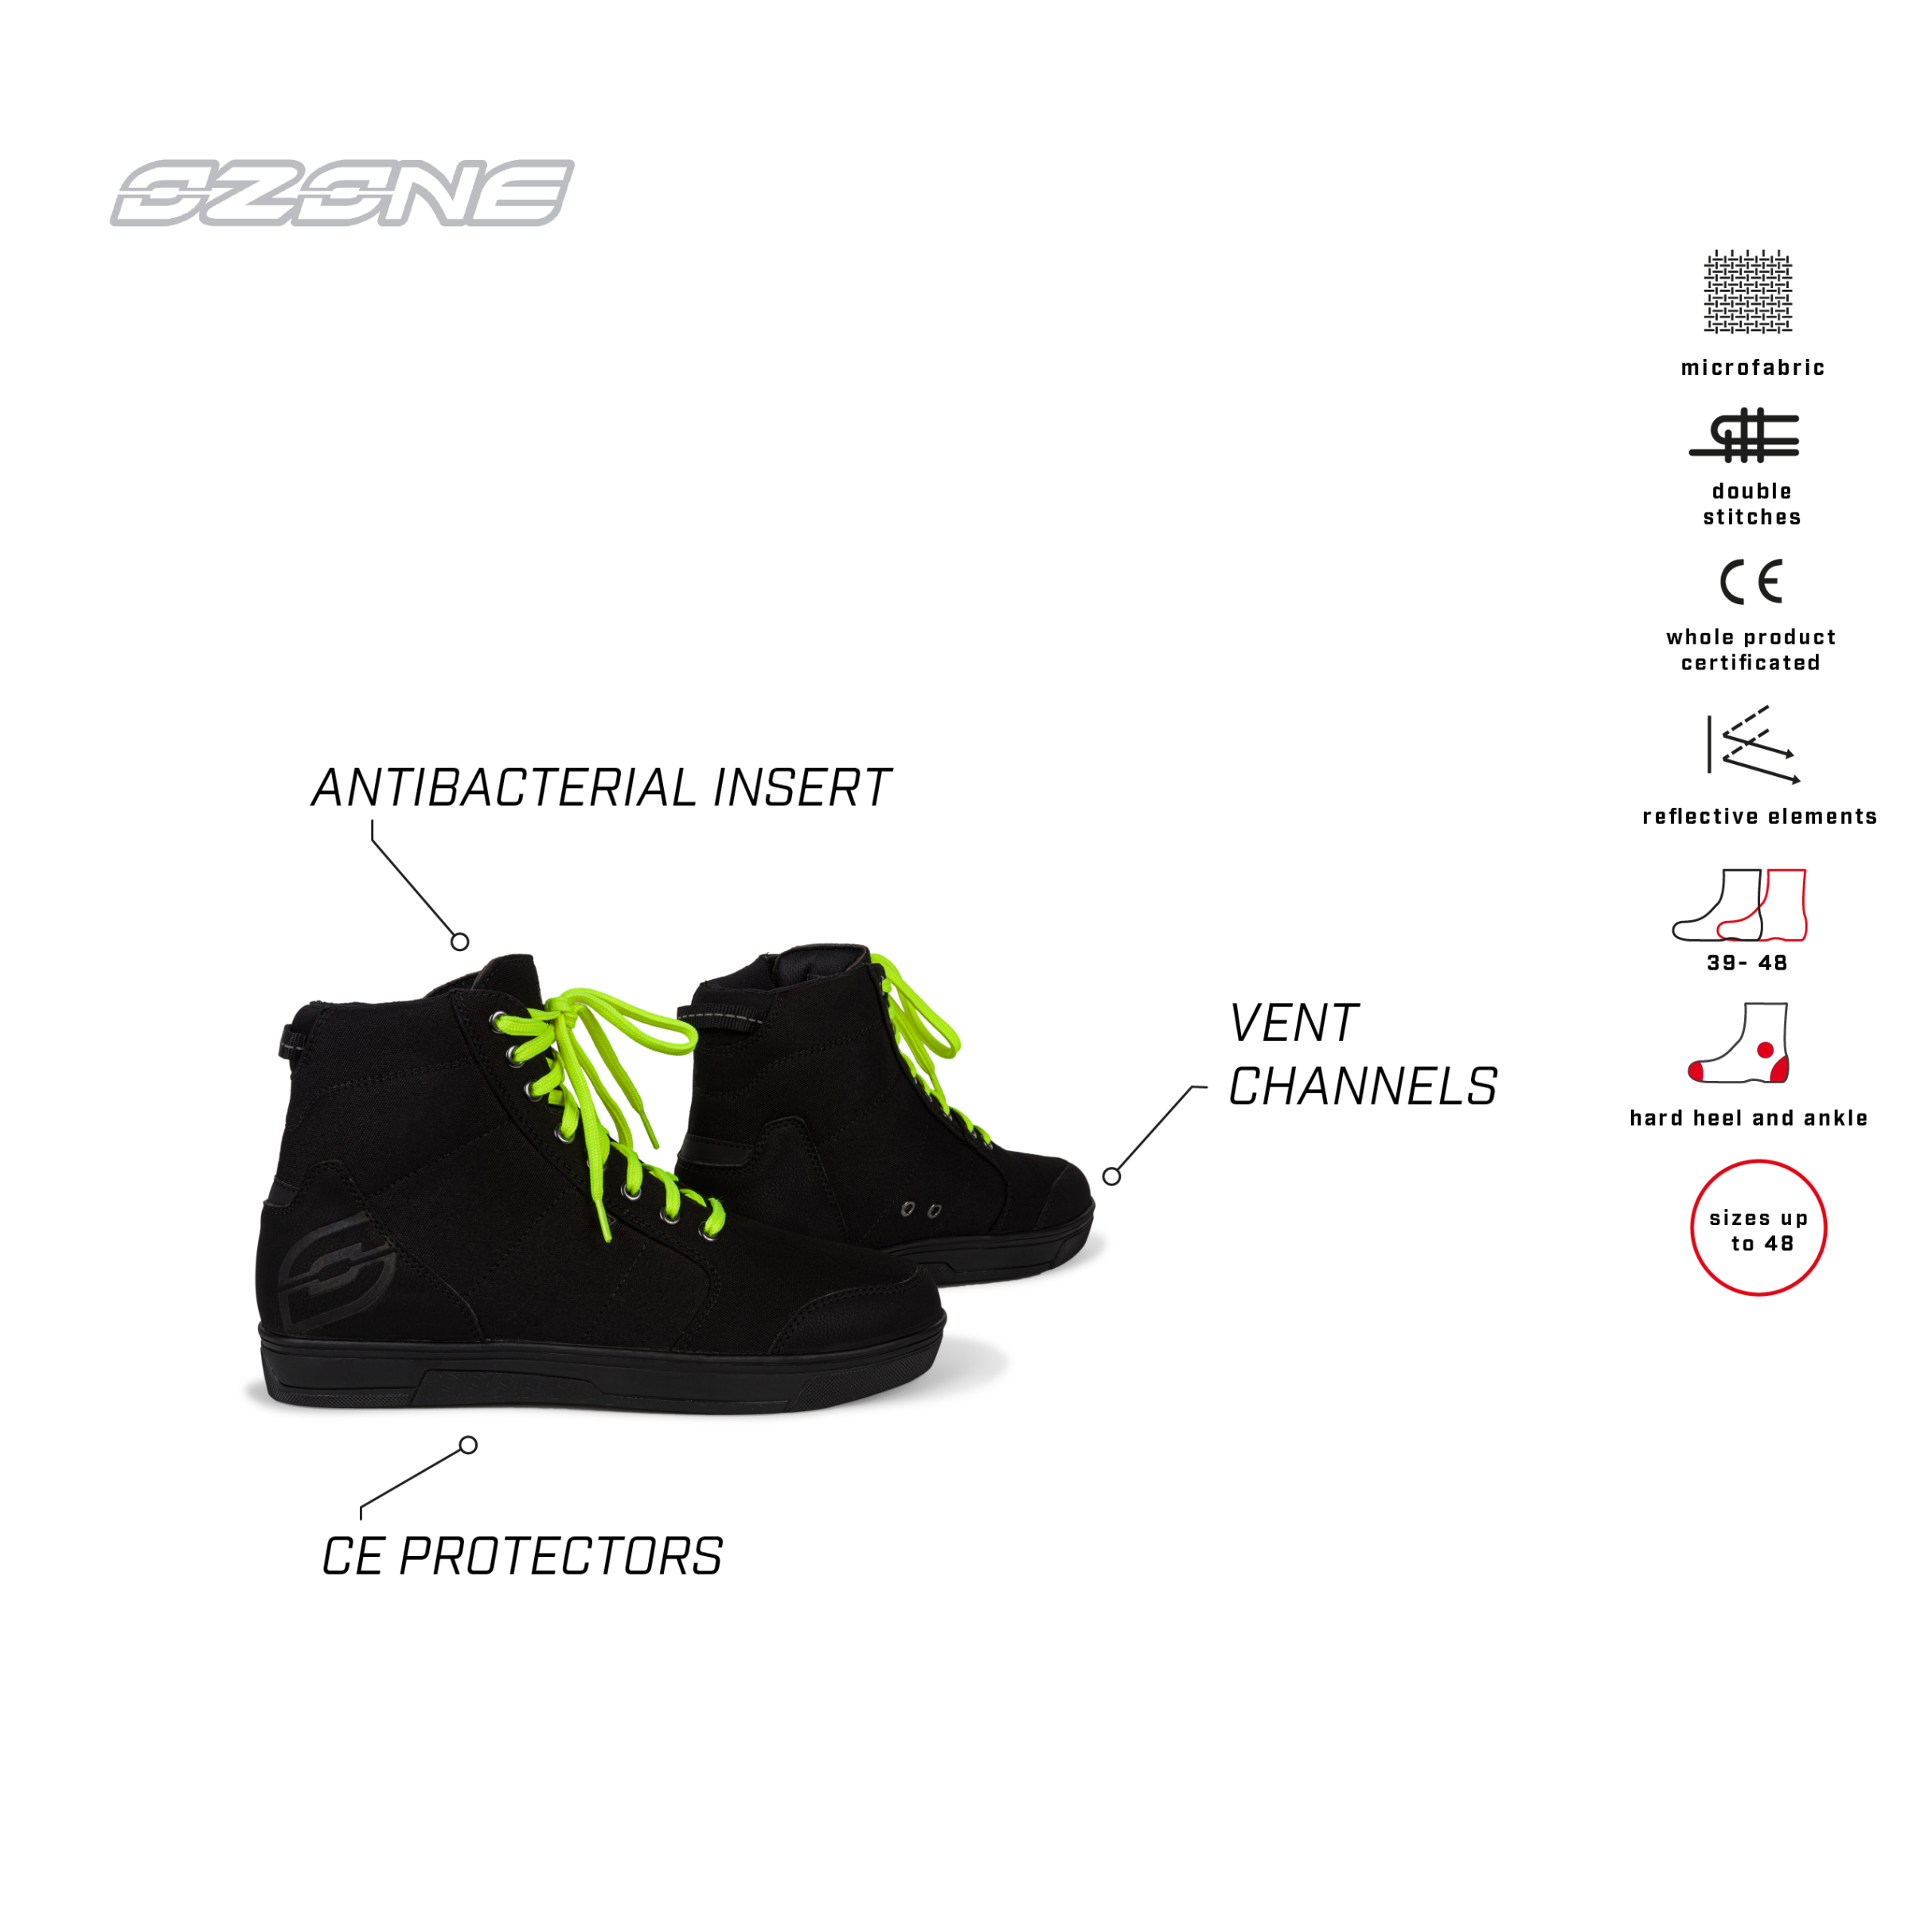 OZONE
microfabric
double
stitches
CE
whole product
certificated
reflective elements
39- 48
hard heel and ankle
sizes up
to 48
ANTIBACTERIAL INSERT
VENT
CHANNELS
CE PROTECTORS